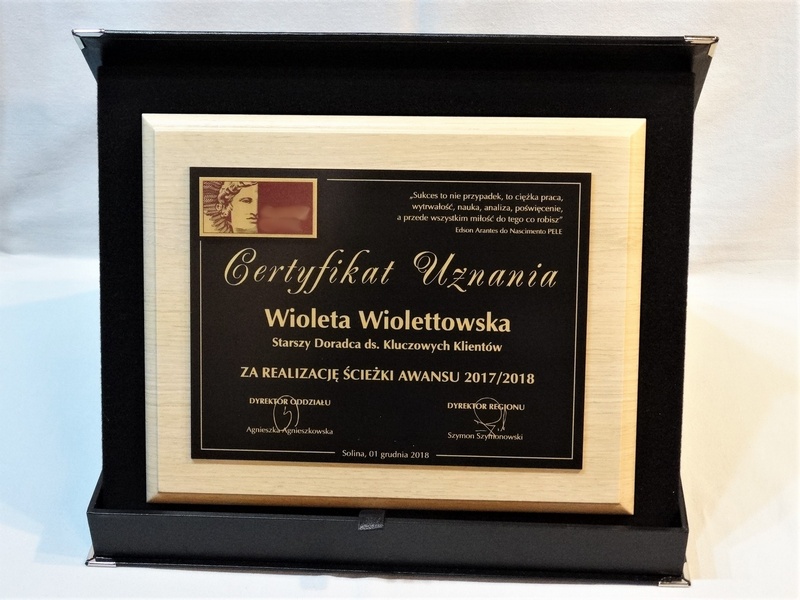 „Sukces to nie przypadek, to ciężka praca,
wytrwałość, nauka, analiza, poświęcenie,
a przede wszystkim miłość do tego co robisz"
Edson Arantes do Nascimento PELE
Certyfikat Uznania
Wioleta Wiolettowska
Starszy Doradca ds. Kluczowych Klientów
ZA REALIZACJĘ ŚCIEŻKI AWANSU 2017/2018
DYREKTOR ODDZIAŁU
Agnieszka Agnieszkowska
DYREKTOR REGIONU
Szymon Szymonowski
Solina, 01 grudnia 2018